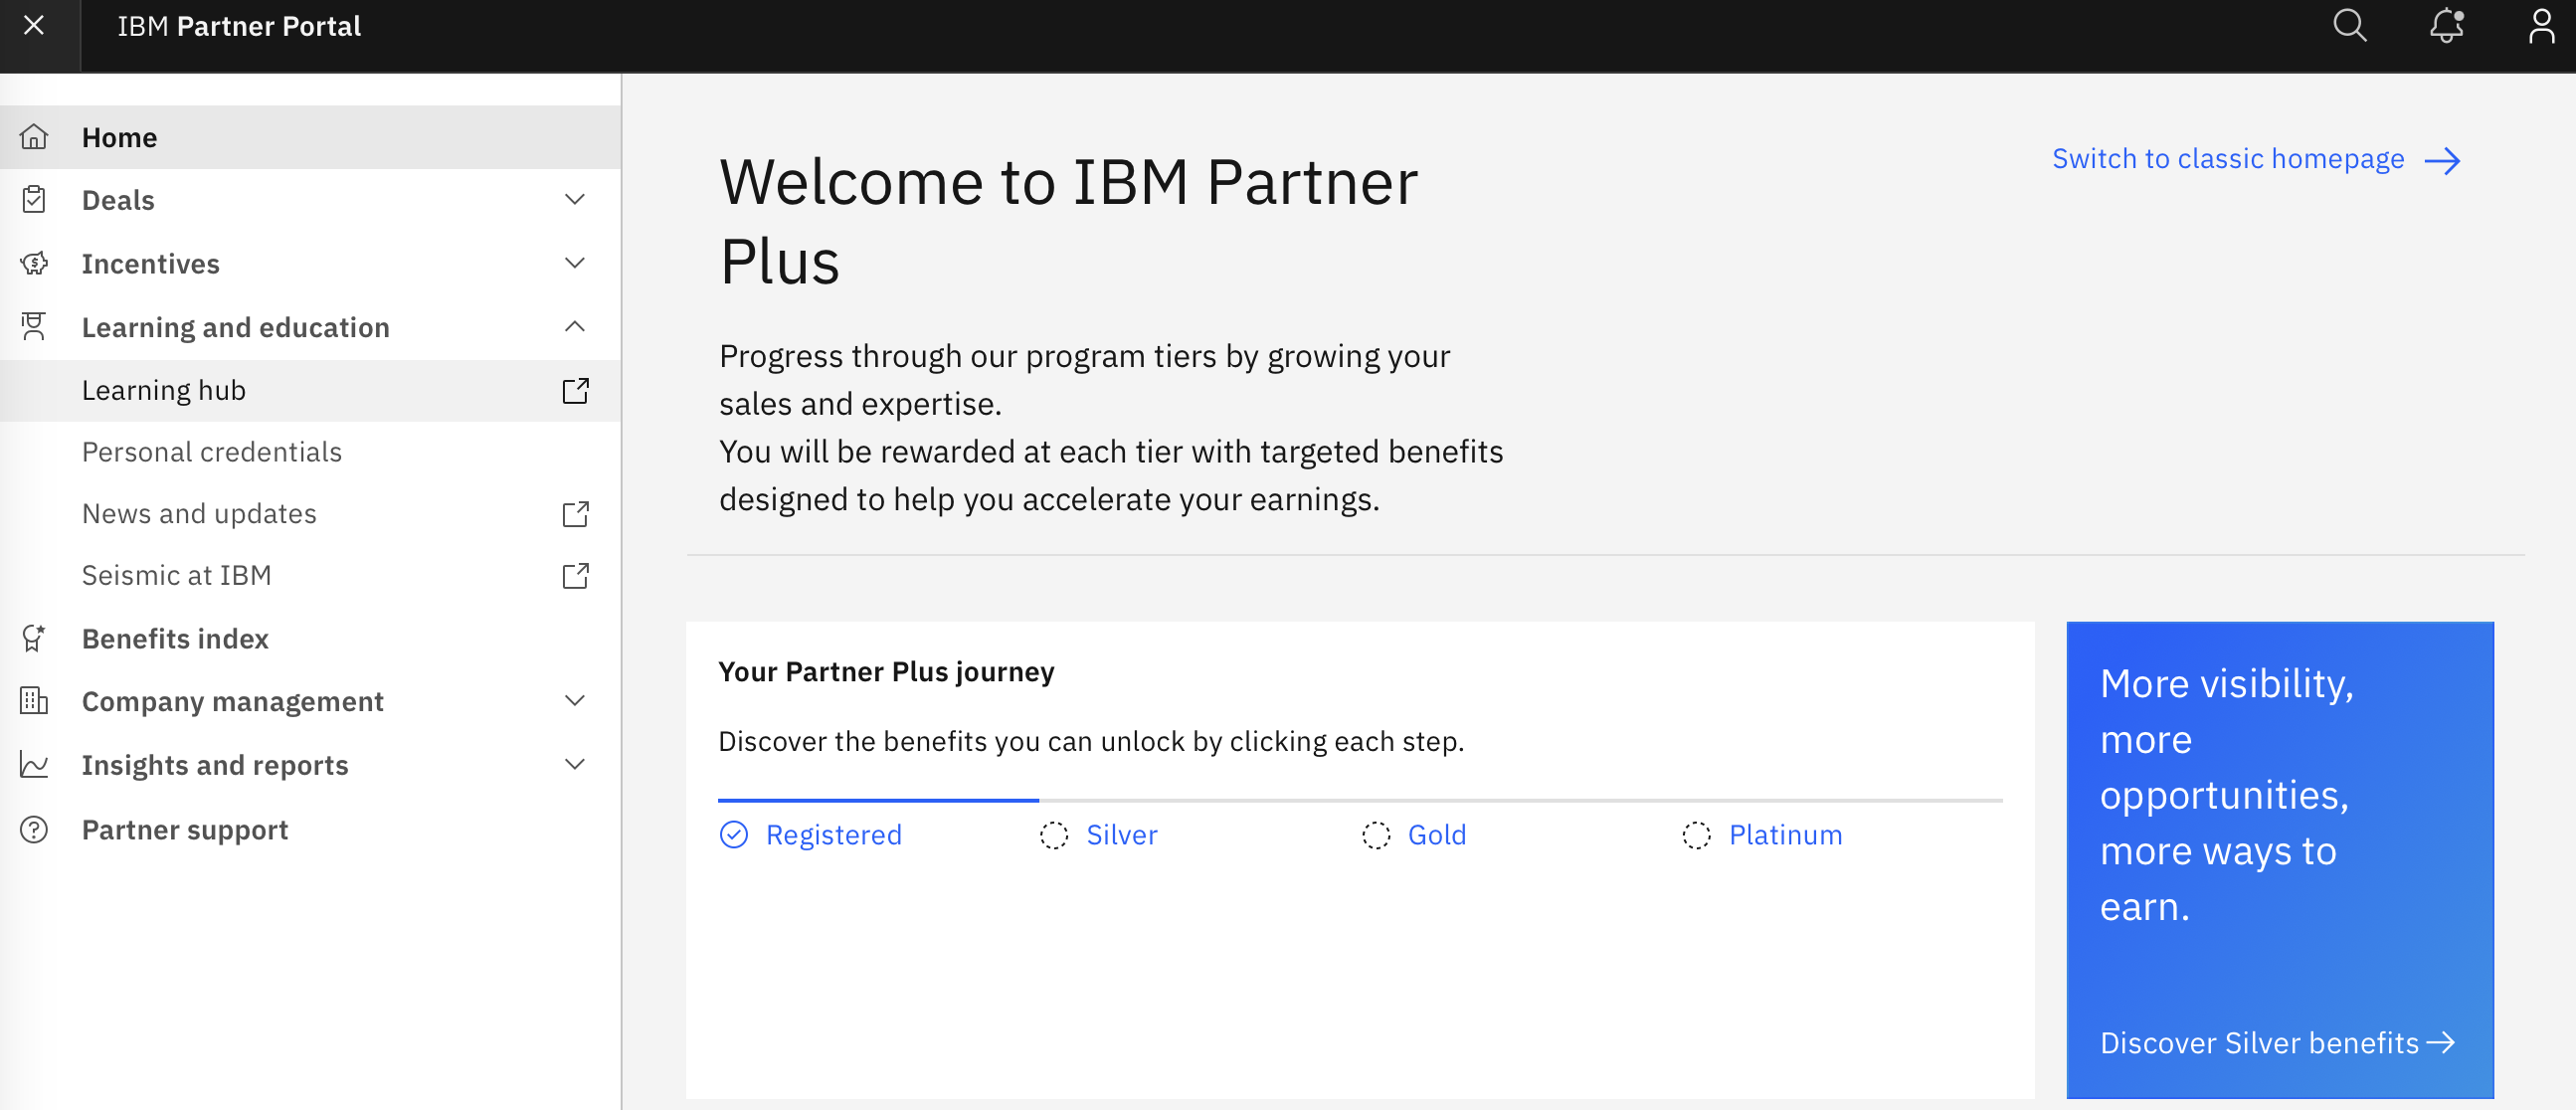 IBM Partner Portal
Home
Deals
Incentives
Learning and education
Learning hub
Personal credentials
News and updates
Seismic at IBM
Benefits index
Company management
Insights and reports
Partner support
Welcome to IBM Partner
Plus
Switch to classic homepage
Progress through our program tiers by growing your
sales and expertise.
You will be rewarded at each tier with targeted benefits
designed to help you accelerate your earnings.
Your Partner Plus journey
Discover the benefits you can unlock by clicking each step.
Registered
Silver
Gold
Platinum
More visibility,
more
opportunities,
more ways to
earn.
Discover Silver benefits